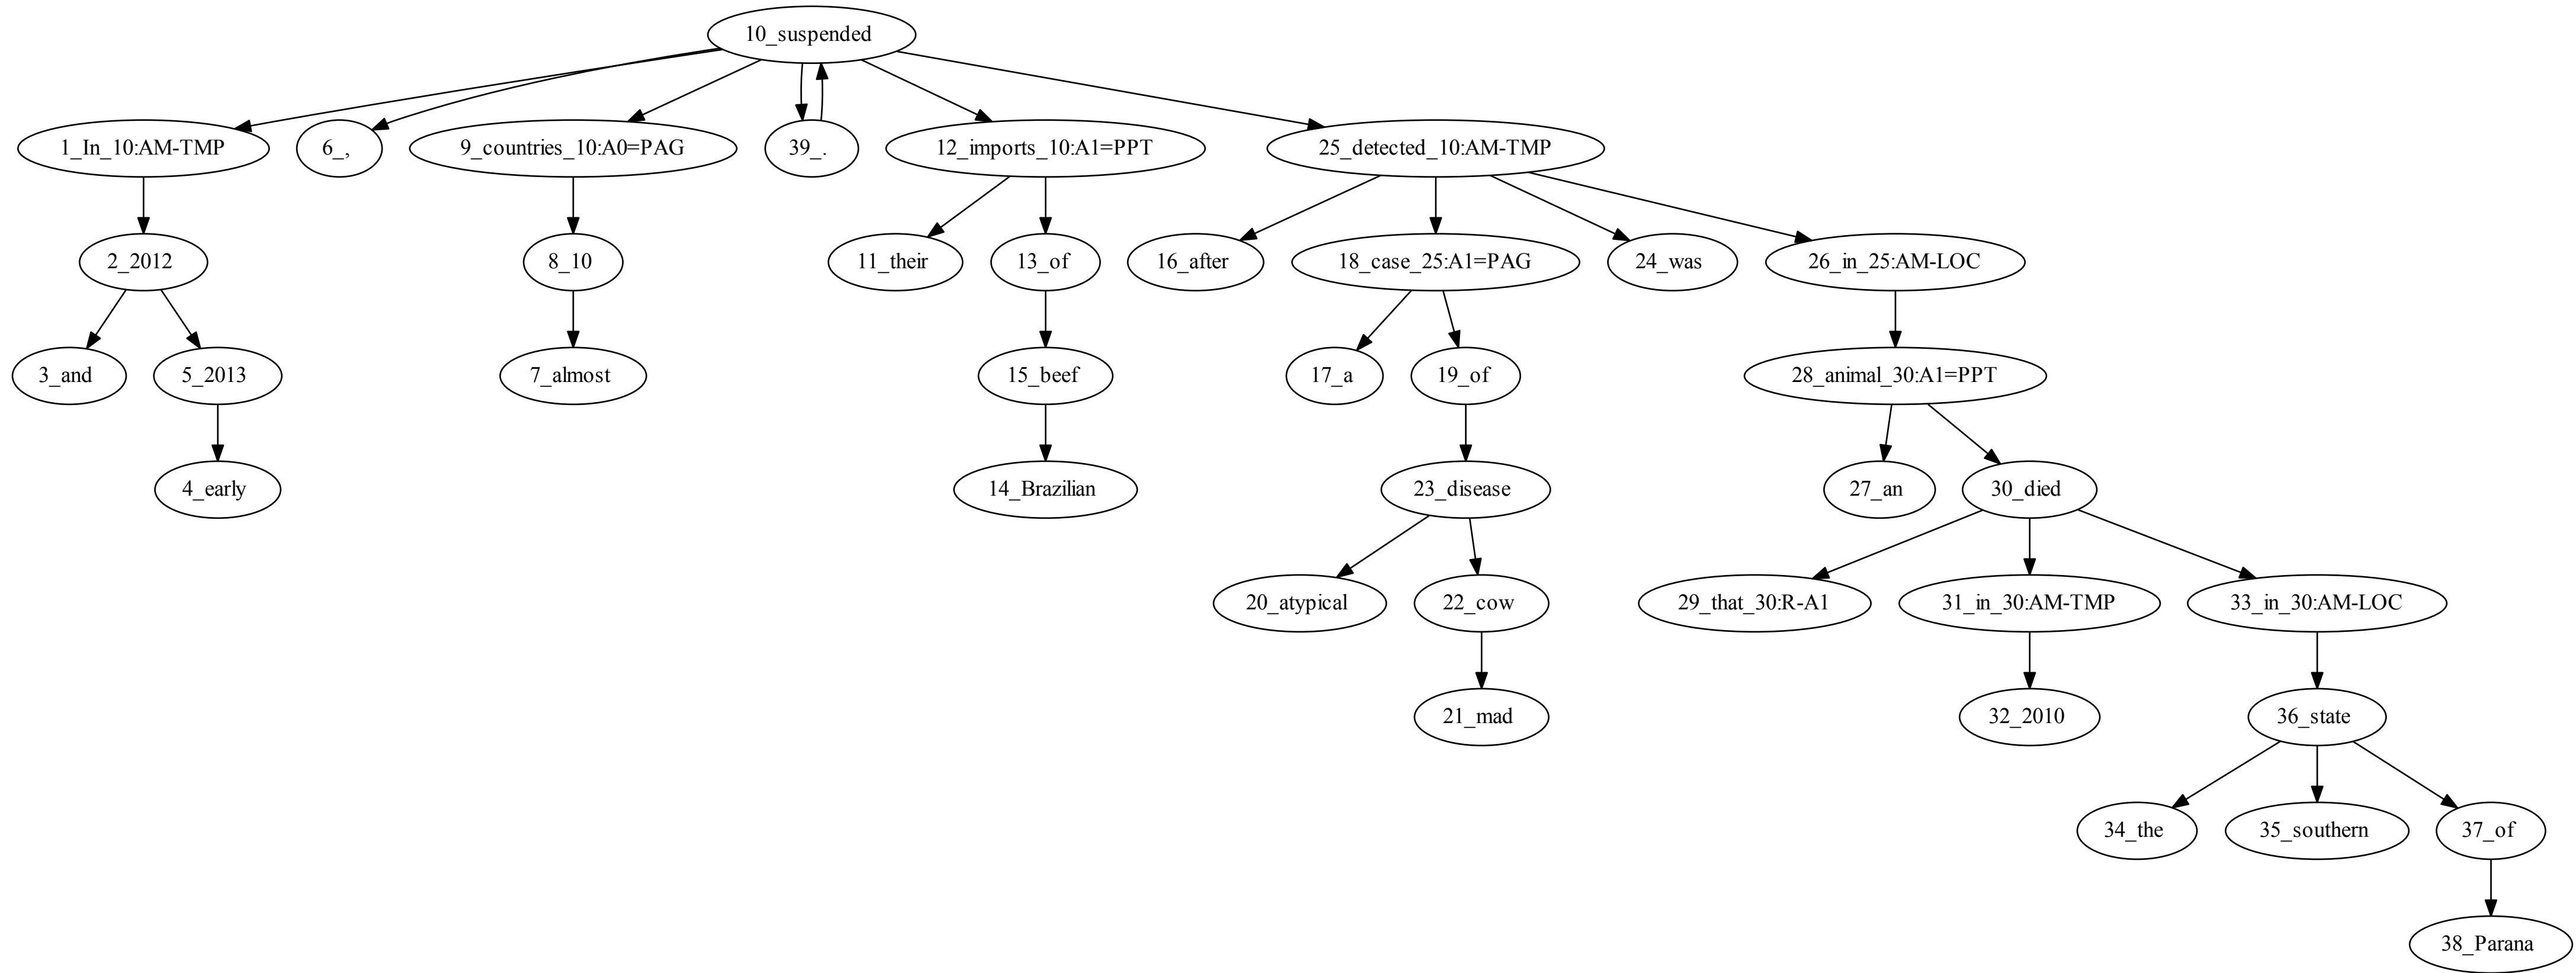 10_suspended
1_In_10:AM-TMP
6_,
9_countries_10:A0=PAG
39_.
12_imports_10:A1=PPT
25_detected_10:AM-TMP
2_2012
8_10
11_their
13_of
16_after
18_case_25:A1=PAG
24_was
26_in_25:AM-LOC
3_and
5_2013
7_almost
15_beef
17_a
19_of
28_animal_30:A1=PPT
4_early
14_Brazilian
23_disease
27_an
30_died
20_atypical
22_cow
29_that_30:R-A1
31_in_30:AM-TMP
33_in_30:AM-LOC
21_mad
32_2010
36_state
34_the
35_southern
37_of
38_Parana